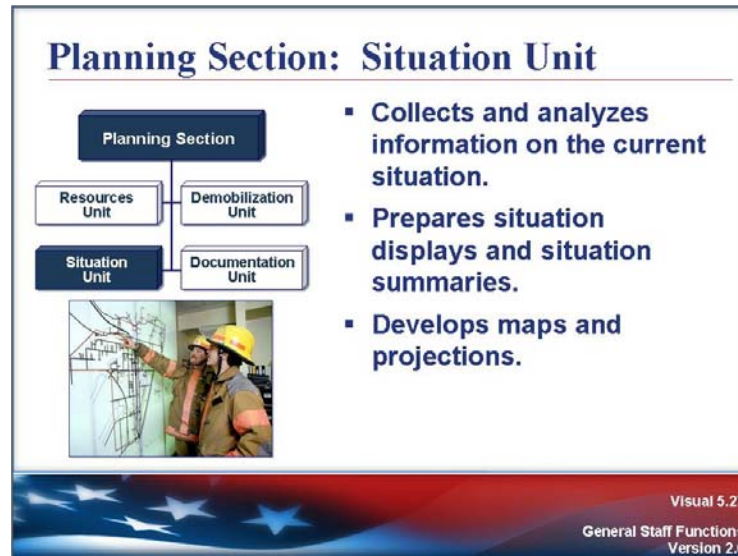 Planning Section: Situation Unit
Planning Section
Resources
Unit
Demobilization
Unit
Situation
Unit
Documentation
Unit
▪ Collects and analyzes
information on the current
situation.
▪ Prepares situation
displays and situation
summaries.
▪ Develops maps and
projections.
Visual 5.2
General Staff Function
Version 2.